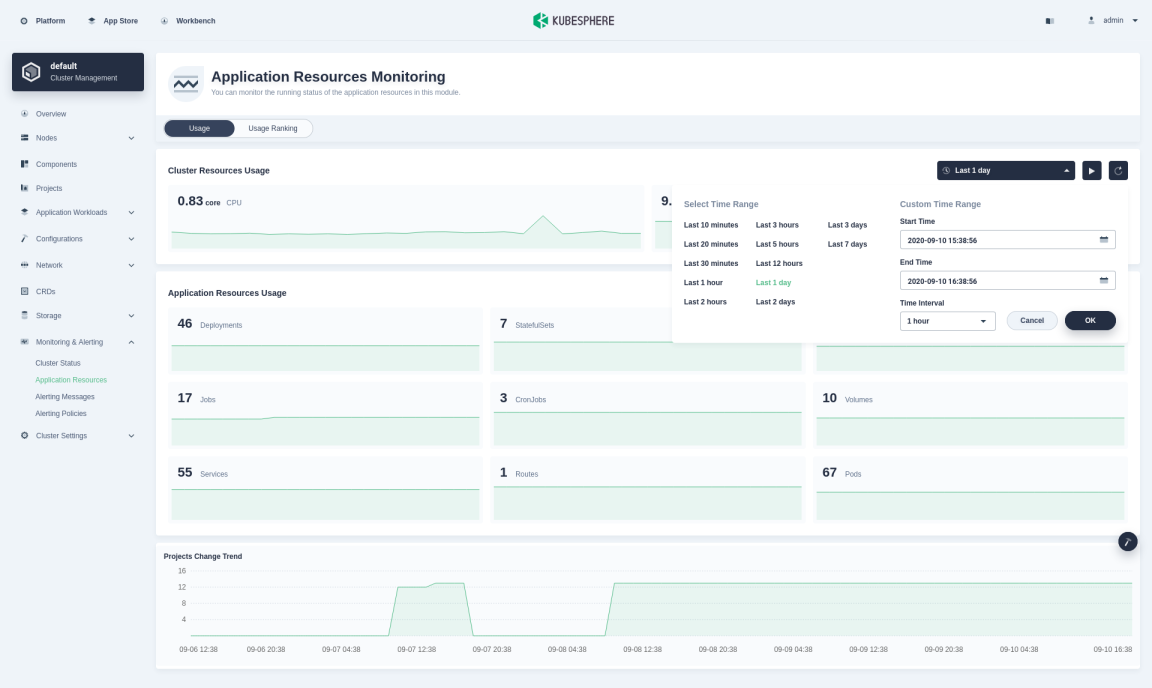 Platform
App Store
Workbench
KUBESPHERE
admin
default
Cluster Management
Overview
Nodes
Components
Projects
Application Workloads
Configurations
Network
CRDs
Storage
Monitoring & Alerting
Cluster Status
Application Resources
Alerting Messages
Alerting Policies
Cluster Settings
Application Resources Monitoring
You can monitor the running status of the application resources in this module.
Usage
Usage Ranking
Cluster Resources Usage
Last 1 day
0.83 core CPU
9.
Select Time Range
Last 10 minutes Last 3 hours Last 3 days
Last 20 minutes Last 5 hours Last 7 days
Last 30 minutes Last 12 hours
Last 1 hour Last 1 day
Last 2 hours Last 2 days
Custom Time Range
Start Time
2020-09-10 15:38:56
End Time
2020-09-10 16:38:56
Time Interval
1 hour
Cancel
OK
Application Resources Usage
46 Deployments
7 StatefulSets
17 Jobs
3 CronJobs
10 Volumes
55 Services
1 Routes
67 Pods
Projects Change Trend
16
12
8
4
09-06 12:38 09-06 20:38 09-07 04:38 09-07 12:38 09-07 20:38 09-08 04:38 09-08 12:38 09-08 20:38 09-09 04:38 09-09 12:38 09-09 20:38 09-10 04:38 09-10 16:38